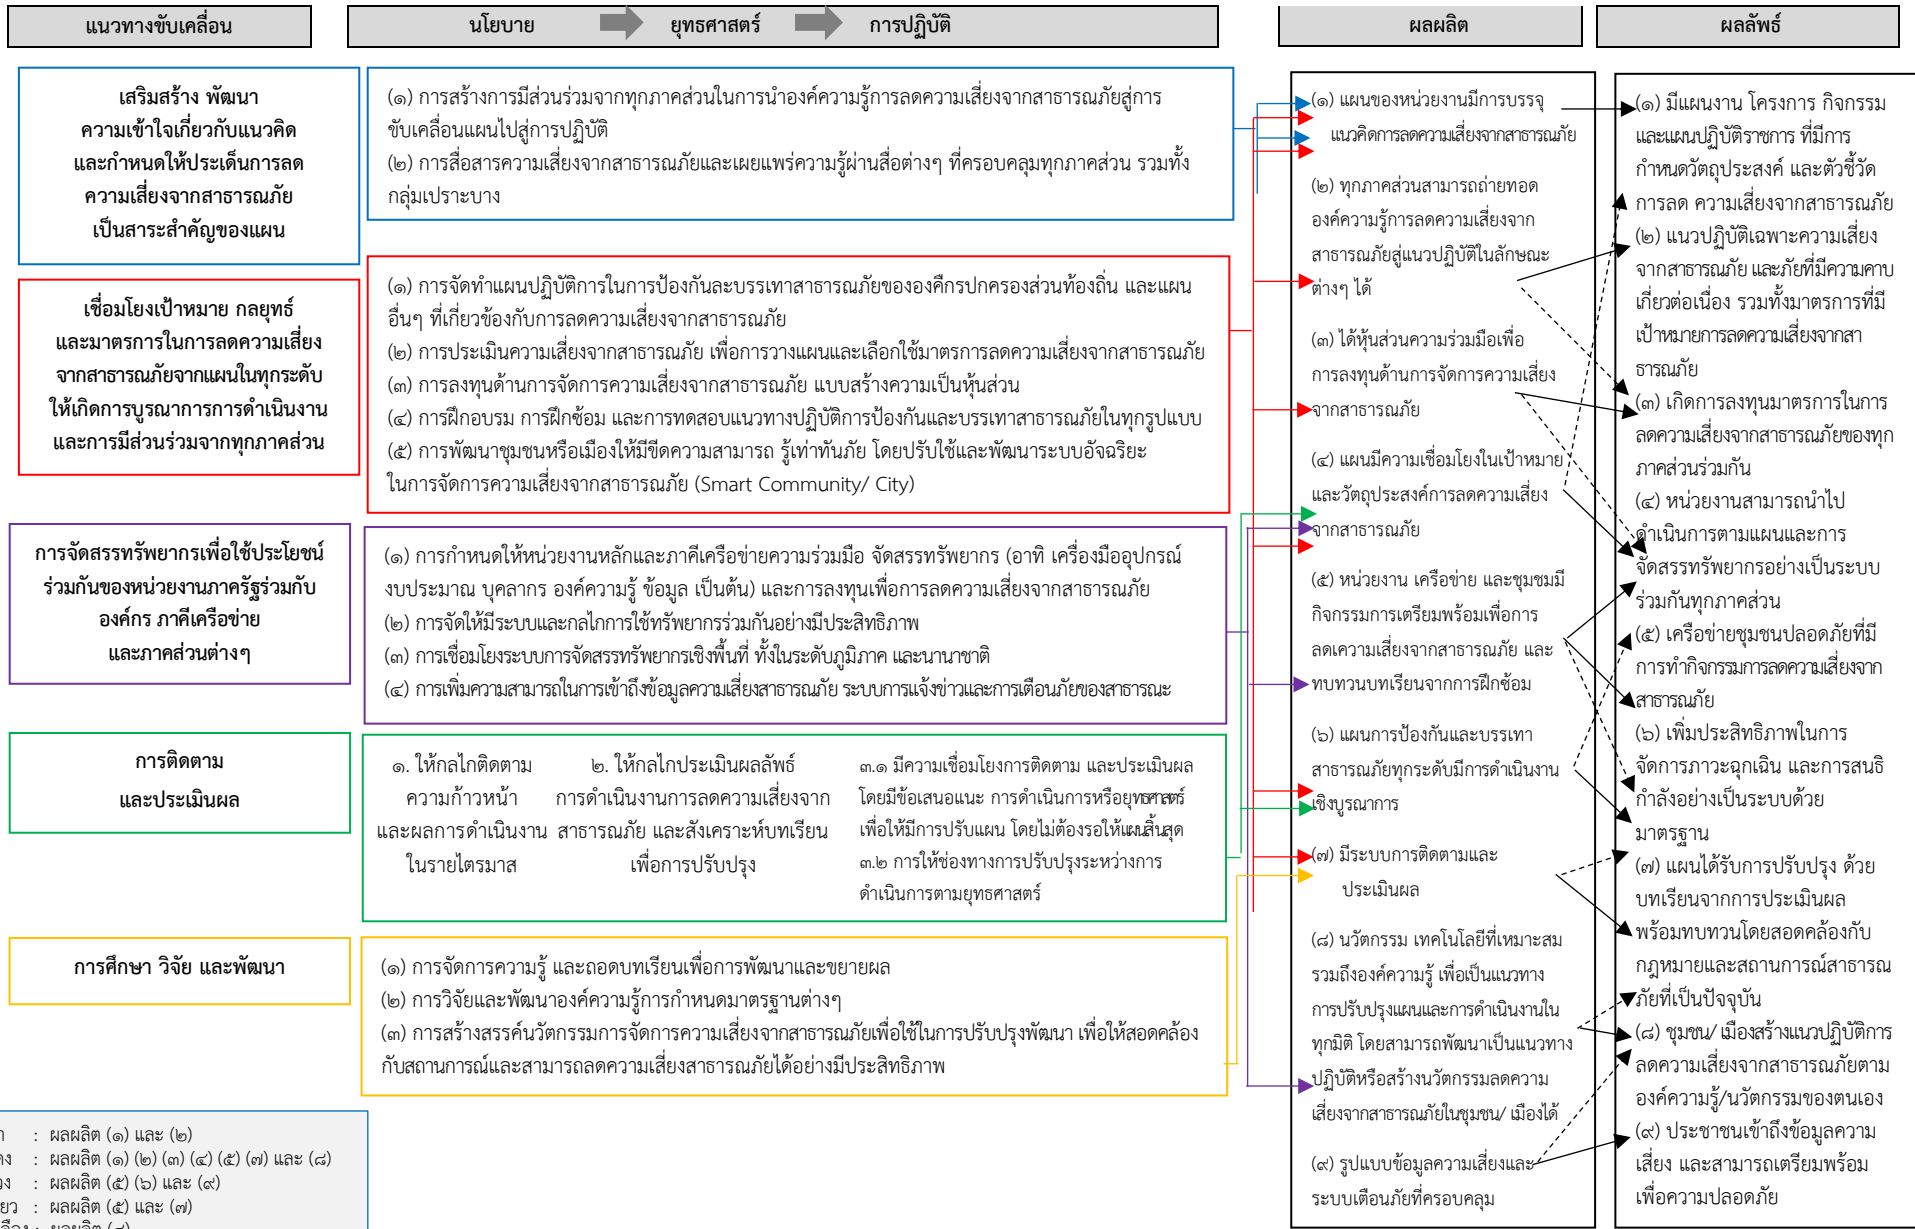 แนวทางขับเคลื่อน
นโยบาย ยุทธศาสตร์ การปฏิบัติ
ผลผลิต
ผลลัพธ์
เสริมสร้าง พัฒนา
ความเข้าใจเกี่ยวกับแนวคิด
และกำหนดให้ประเด็นการลด
ความเสี่ยงจากสาธารณภัย
เป็นสาระสำคัญของแผน
(๑) การสร้างการมีส่วนร่วมจากทุกภาคส่วนในการนำองค์ความรู้การลดความเสี่ยงจากสาธารณภัยสู่การ
ขับเคลื่อนแผนไปสู่การปฏิบัติ
(๒) การสื่อสารความเสี่ยงจากสาธารณภัยและเผยแพร่ความรู้ผ่านสื่อต่างๆ ที่ครอบคลุมทุกภาคส่วน รวมทั้ง
กลุ่มเปราะบาง
เชื่อมโยงเป้าหมาย กลยุทธ์
และมาตรการในการลดความเสี่ยง
จากสาธารณภัยจากแผนในทุกระดับ
ให้เกิดการบูรณาการการดำเนินงาน
และการมีส่วนร่วมจากทุกภาคส่วน
(๑) การจัดทำแผนปฏิบัติการในการป้องกันละบรรเทาสาธารณภัยขององค์กรปกครองส่วนท้องถิ่น และแผน
อื่นๆ ที่เกี่ยวข้องกับการลดความเสี่ยงจากสาธารณภัย
(๒) การประเมินความเสี่ยงจากสาธารณภัย เพื่อการวางแผนและเลือกใช้มาตรการลดความเสี่ยงจากสาธารณภัย
(๓) การลงทุนด้านการจัดการความเสี่ยงจากสาธารณภัย แบบสร้างความเป็นหุ้นส่วน
(๔) การฝึกอบรม การฝึกซ้อม และการทดสอบแนวทางปฏิบัติการป้องกันและบรรเทาสาธารณภัยในทุกรูปแบบ
(๕) การพัฒนาชุมชนหรือเมืองให้มีขีดความสามารถ รู้เท่าทันภัย โดยปรับใช้และพัฒนาระบบอัจฉริยะ
ในการจัดการความเสี่ยงจากสาธารณภัย (Smart Community/ City)
การจัดสรรทรัพยากรเพื่อใช้ประโยชน์
ร่วมกันของหน่วยงานภาครัฐร่วมกับ
องค์กร ภาคีเครือข่าย
และภาคส่วนต่างๆ
(๑) การกำหนดให้หน่วยงานหลักและภาคีเครือข่ายความร่วมมือ จัดสรรทรัพยากร (อาทิ เครื่องมืออุปกรณ์
งบประมาณ บุคลากร องค์ความรู้ ข้อมูล เป็นต้น) และการลงทุนเพื่อการลดความเสี่ยงจากสาธารณภัย
(๒) การจัดให้มีระบบและกลไกการใช้ทรัพยากรร่วมกันอย่างมีประสิทธิภาพ
(๓) การเชื่อมโยงระบบการจัดสรรทรัพยากรเชิงพื้นที่ ทั้งในระดับภูมิภาค และนานาชาติ
(๔) การเพิ่มความสามารถในการเข้าถึงข้อมูลความเสี่ยงสาธารณภัย ระบบการแจ้งข่าวและการเตือนภัยของสาธารณะ
การติดตาม
และประเมินผล
๑. ให้กลไกติดตาม
ความก้าวหน้า
และผลการดำเนินงาน
ในรายไตรมาส
๒. ให้กลไกประเมินผลลัพธ์
การดำเนินงานการลดความเสี่ยงจาก
สาธารณภัย และสังเคราะห์บทเรียน
เพื่อการปรับปรุง
๓.๑ มีความเชื่อมโยงการติดตาม และประเมินผล
โดยมีข้อเสนอแนะ การดำเนินการหรือยุทธศาสตร์
เพื่อให้มีการปรับแผน โดยไม่ต้องรอให้แผนสิ้นสุด
๓.๒ การให้ช่องทางการปรับปรุงระหว่างการ
ดำเนินการตามยุทธศาสตร์
การศึกษา วิจัย และพัฒนา
(๑) การจัดการความรู้ และถอดบทเรียนเพื่อการพัฒนาและขยายผล
(๒) การวิจัยและพัฒนาองค์ความรู้การกำหนดมาตรฐานต่างๆ
(๓) การสร้างสรรค์นวัตกรรมการจัดการความเสี่ยงจากสาธารณภัยเพื่อใช้ในการปรับปรุงพัฒนา เพื่อให้สอดคล้อง
กับสถานการณ์และสามารถลดความเสี่ยงสาธารณภัยได้อย่างมีประสิทธิภาพ
(๑) แผนของหน่วยงานมีการบรรจุ
แนวคิดการลดความเสี่ยงจากสาธารณภัย
(๒) ทุกภาคส่วนสามารถถ่ายทอด
องค์ความรู้การลดความเสี่ยงจาก
สาธารณภัยสู่แนวปฏิบัติในลักษณะ
ต่างๆ ได้
(๓) ได้หุ้นส่วนความร่วมมือเพื่อ
การลงทุนด้านการจัดการความเสี่ยง
จากสาธารณภัย
(๔) แผนมีความเชื่อมโยงในเป้าหมาย
และวัตถุประสงค์การลดความเสี่ยง
จากสาธารณภัย
(๕) หน่วยงาน เครือข่าย และชุมชนมี
กิจกรรมการเตรียมพร้อมเพื่อการ
ลดเความเสี่ยงจากสาธารณภัย และ
ทบทวนบทเรียนจากการฝึกซ้อม
(๖) แผนการป้องกันและบรรเทา
สาธารณภัยทุกระดับมีการดำเนินงาน
เชิงบูรณาการ
(๗) มีระบบการติดตามและ
ประเมินผล
(๘) นวัตกรรม เทคโนโลยีที่เหมาะสม
รวมถึงองค์ความรู้ เพื่อเป็นแนวทาง
การปรับปรุงแผนและการดำเนินงานใน
ทุกมิติ โดยสามารถพัฒนาเป็นแนวทาง
ปฏิบัติหรือสร้างนวัตกรรมลดความ
เสี่ยงจากสาธารณภัยในชุมชน/ เมืองได้
(๙) รูปแบบข้อมูลความเสี่ยงและ
ระบบเตือนภัยที่ครอบคลุม
(๑) มีแผนงาน โครงการ กิจกรรม
และแผนปฏิบัติราชการ ที่มีการ
กำหนดวัตถุประสงค์ และตัวชี้วัด
การลด ความเสี่ยงจากสาธารณภัย
(๒) แนวปฏิบัติเฉพาะความเสี่ยง
จากสาธารณภัย และภัยที่มีความคาบ
เกี่ยวต่อเนื่อง รวมทั้งมาตรการที่มี
เป้าหมายการลดความเสี่ยงจากสา
ธารณภัย
(๓) เกิดการลงทุนมาตรการในการ
ลดความเสี่ยงจากสาธารณภัยของทุก
ภาคส่วนร่วมกัน
(๔) หน่วยงานสามารถนำไป
ดำเนินการตามแผนและการ
จัดสรรทรัพยากรอย่างเป็นระบบ
ร่วมกันทุกภาคส่วน
(๕) เครือข่ายชุมชนปลอดภัยที่มี
การทำกิจกรรมการลดความเสี่ยงจาก
สาธารณภัย
(๖) เพิ่มประสิทธิภาพในการ
จัดการภาวะฉุกเฉิน และการสนธิ
กำลังอย่างเป็นระบบด้วย
มาตรฐาน
(๗) แผนได้รับการปรับปรุง ด้วย
บทเรียนจากการประเมินผล
พร้อมทบทวนโดยสอดคล้องกับ
กฎหมายและสถานการณ์สาธารณ
ภัยที่เป็นปัจจุบัน
(๘) ชุมชน/ เมืองสร้างแนวปฏิบัติการ
ลดความเสี่ยงจากสาธารณภัยตาม
องค์ความรู้/นวัตกรรมของตนเอง
(๙) ประชาชนเข้าถึงข้อมูลความ
เสี่ยง และสามารถเตรียมพร้อม
เพื่อความปลอดภัย
: ผลผลิต (๑) และ (๒)
: ผลผลิต (๑) (๒) (๓) (๔) (๕) (๗) และ (๘)
: ผลผลิต (๕) (๖) และ (๙)
: ผลผลิต (๕) และ (๗)